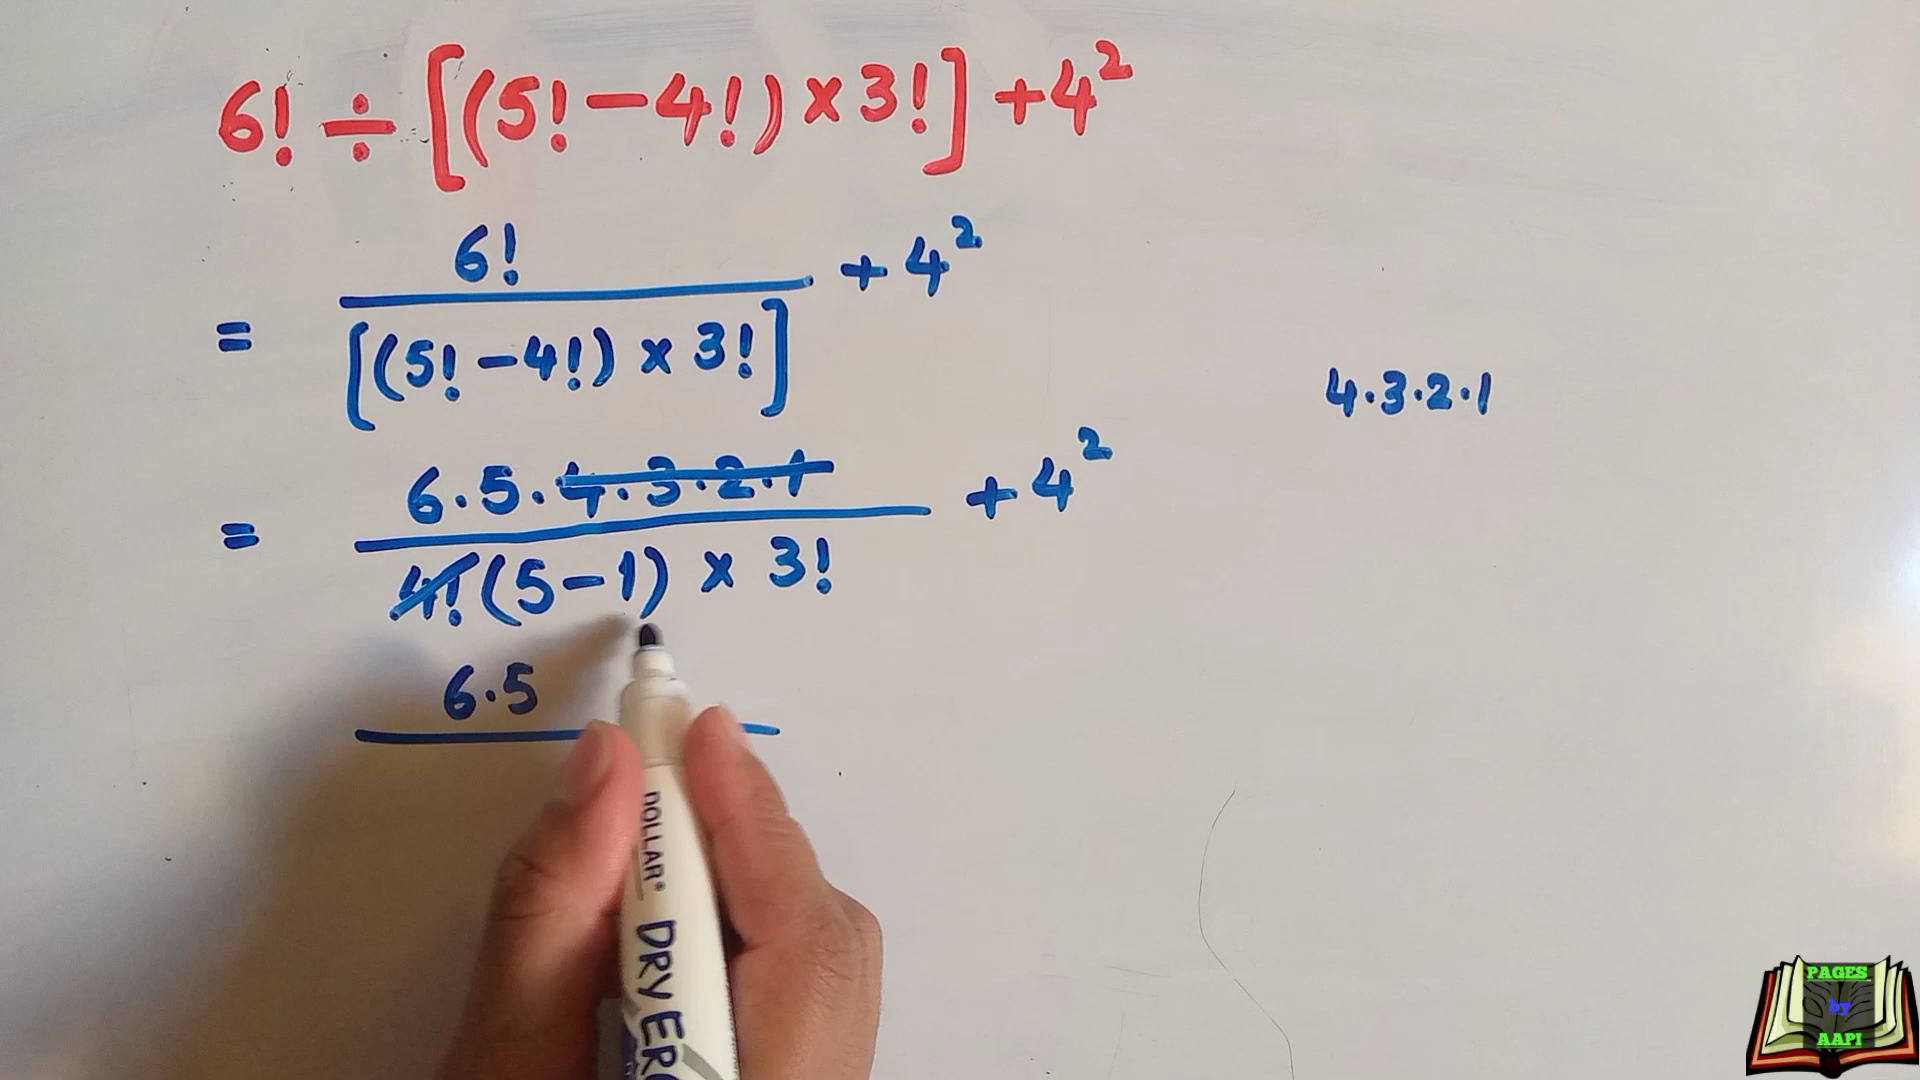 6! ÷ [(5! − 4!) × 3!] + 4²
6!
= ――― + 4²
[(5! − 4!) × 3!]
4·3·2·1
6·5·4·3·2·1
= ――― + 4²
4!(5−1) × 3!
6·5
DOLLAR®
DRY ERA
PAGES
by
AAPI